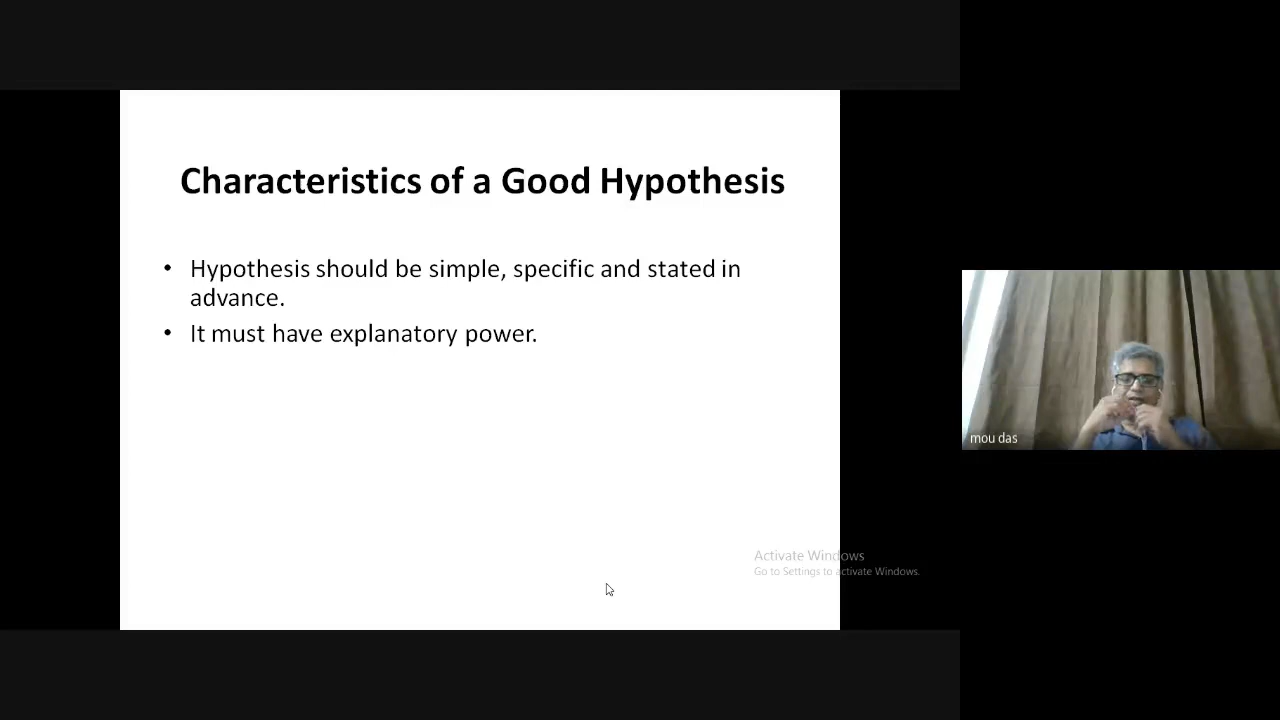 Characteristics of a Good Hypothesis
• Hypothesis should be simple, specific and stated in
advance.
• It must have explanatory power.
mou das
Activate Windows
Go to Settings to activate Windows.